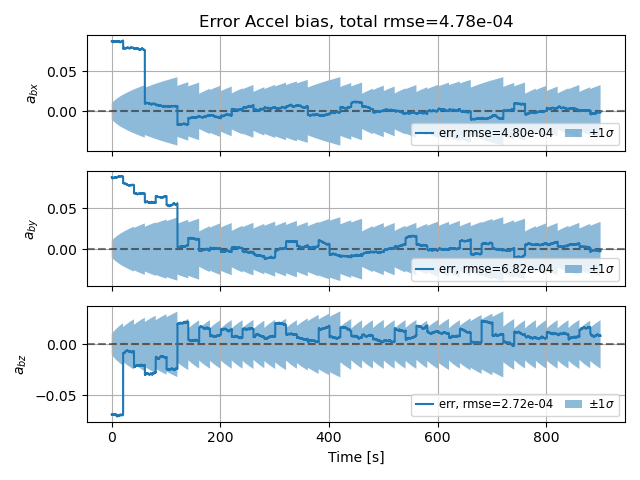 Error Accel bias, total rmse=4.78e-04
0.05
0.00
a_bx
err, rmse=4.80e-04 ±1σ
0.05
0.00
a_by
err, rmse=6.82e-04 ±1σ
0.00
−0.05
a_bz
err, rmse=2.72e-04 ±1σ
0 200 400 600 800
Time [s]